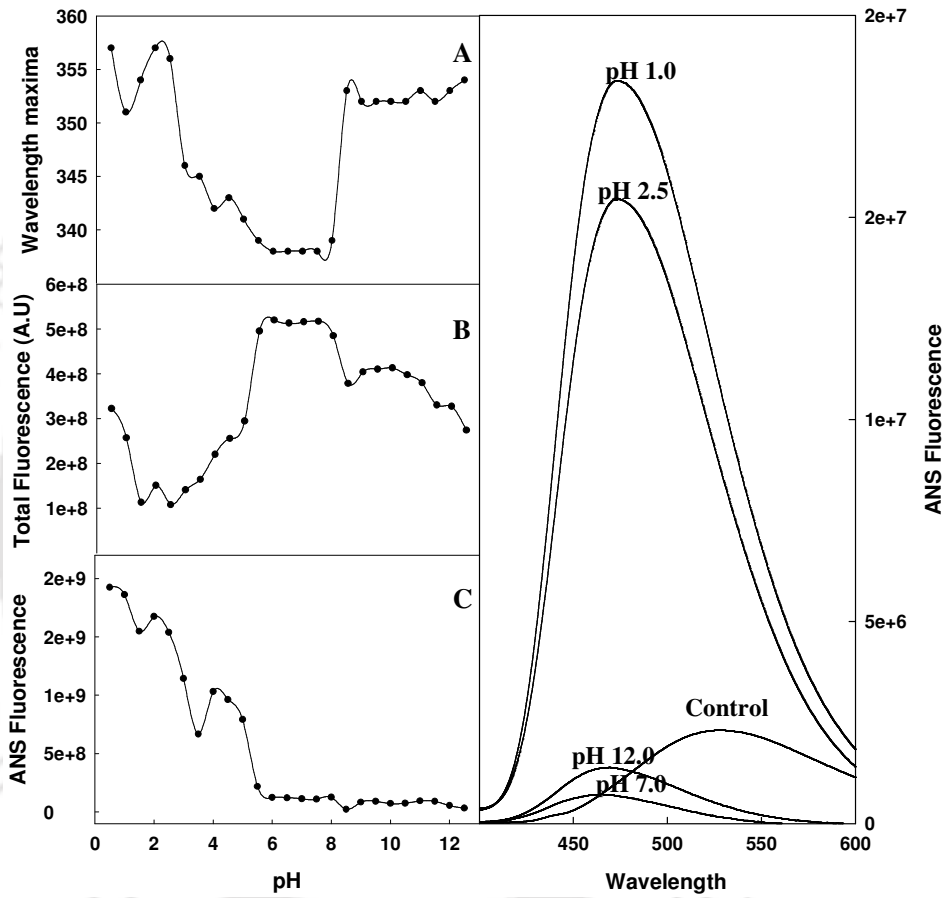 360
355
350
345
340
Wavelength maxima
A
6e+8
5e+8
4e+8
3e+8
2e+8
1e+8
Total Fluorescence (A.U)
B
2e+9
2e+9
1e+9
5e+8
0
ANS Fluorescence
C
0 2 4 6 8 10 12
pH
pH 1.0
pH 2.5
Control
pH 12.0
pH 7.0
2e+7
2e+7
1e+7
5e+6
0
ANS Fluorescence
450 500 550 600
Wavelength